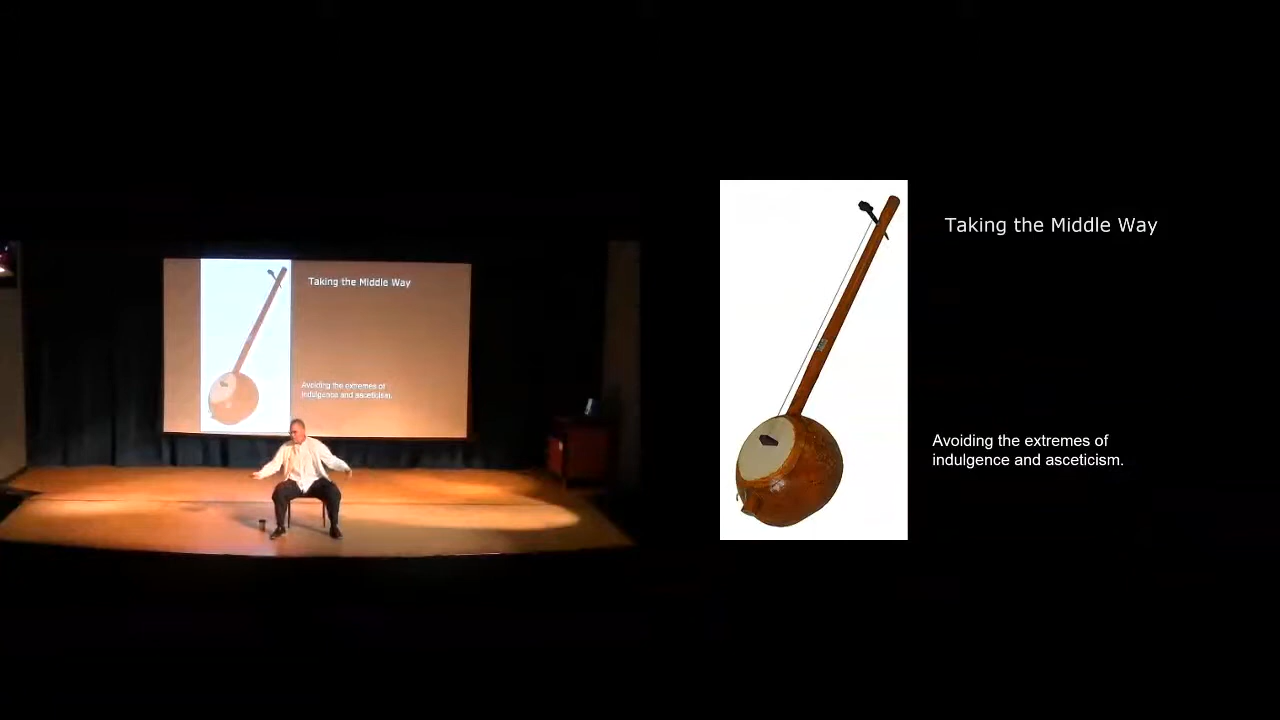 Taking the Middle Way
Avoiding the extremes of
indulgence and asceticism.
Taking the Middle Way
Avoiding the extremes of
indulgence and asceticism.